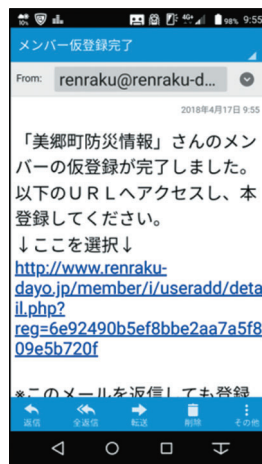 10% 4G+ 98% 9:55
メンバー仮登録完了
From: renraku@renraku-d...
2018年4月17日 9:55
「美郷町防災情報」さんのメン
バーの仮登録が完了しました。
以下のＵＲＬへアクセスし、本
登録してください。
↓ここを選択↓
http://www.renraku-
dayo.jp/member/i/useradd/deta
il.php?
reg=6e92490b5ef8bbe2aa7a5f8
09e5b720f
※このメールを返信しても登録
返信 全返信 転送 削除 その他